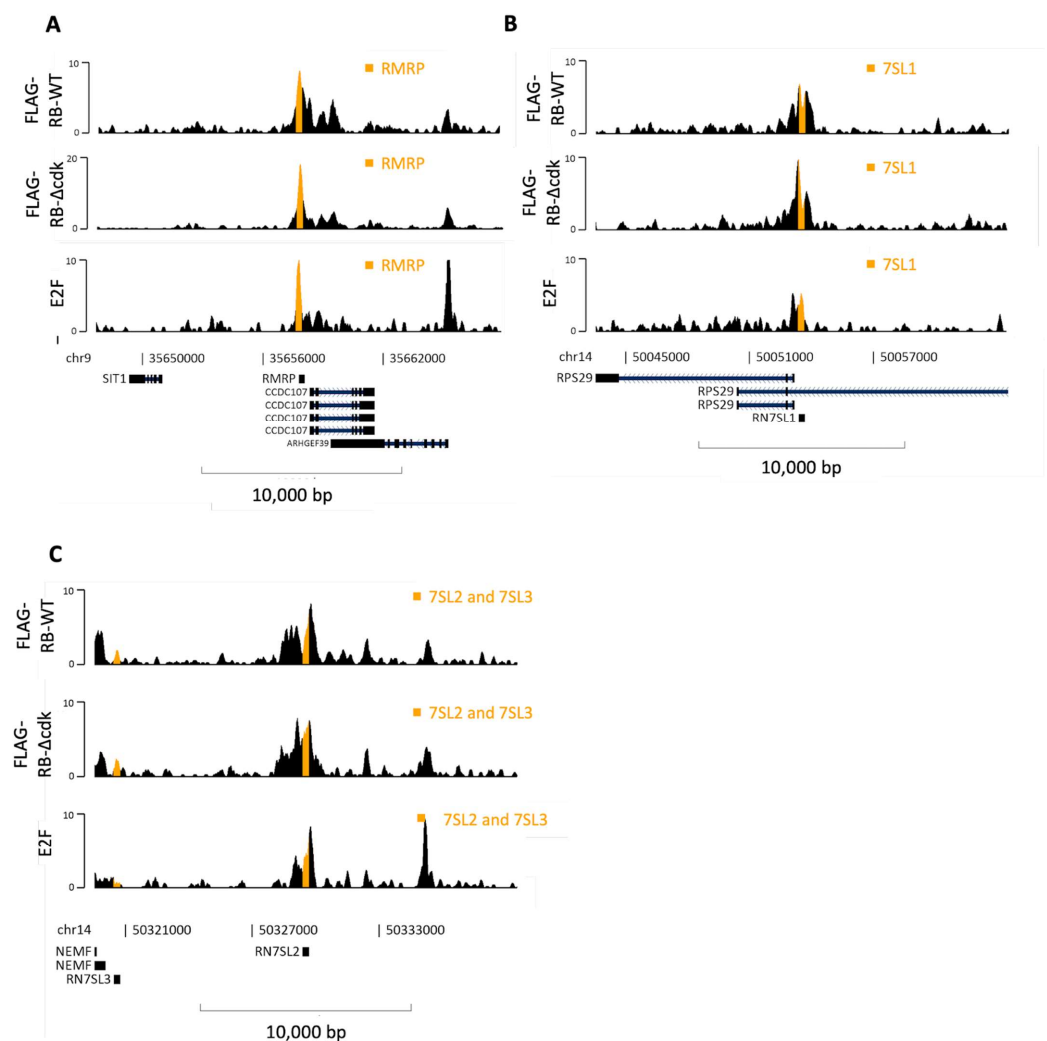 A
FLAG-
RB-WT
10
0
RMRP
FLAG-
RB-Δcdk
20
0
RMRP
E2F
10
0
RMRP
chr9 | 35650000 | 35656000 | 35662000
SIT1
RMRP
CCDC107
CCDC107
CCDC107
CCDC107
ARHGEF39
10,000 bp
B
FLAG-
RB-WT
10
0
7SL1
FLAG-
RB-Δcdk
10
0
7SL1
E2F
10
0
7SL1
chr14 | 50045000 | 50051000 | 50057000
RPS29
RPS29
RPS29
RN7SL1
10,000 bp
C
FLAG-
RB-WT
10
0
7SL2 and 7SL3
FLAG-
RB-Δcdk
10
0
7SL2 and 7SL3
E2F
10
0
7SL2 and 7SL3
chr14 | 50321000 | 50327000 | 50333000
NEMF
RN7SL2
NEMF
RN7SL3
10,000 bp